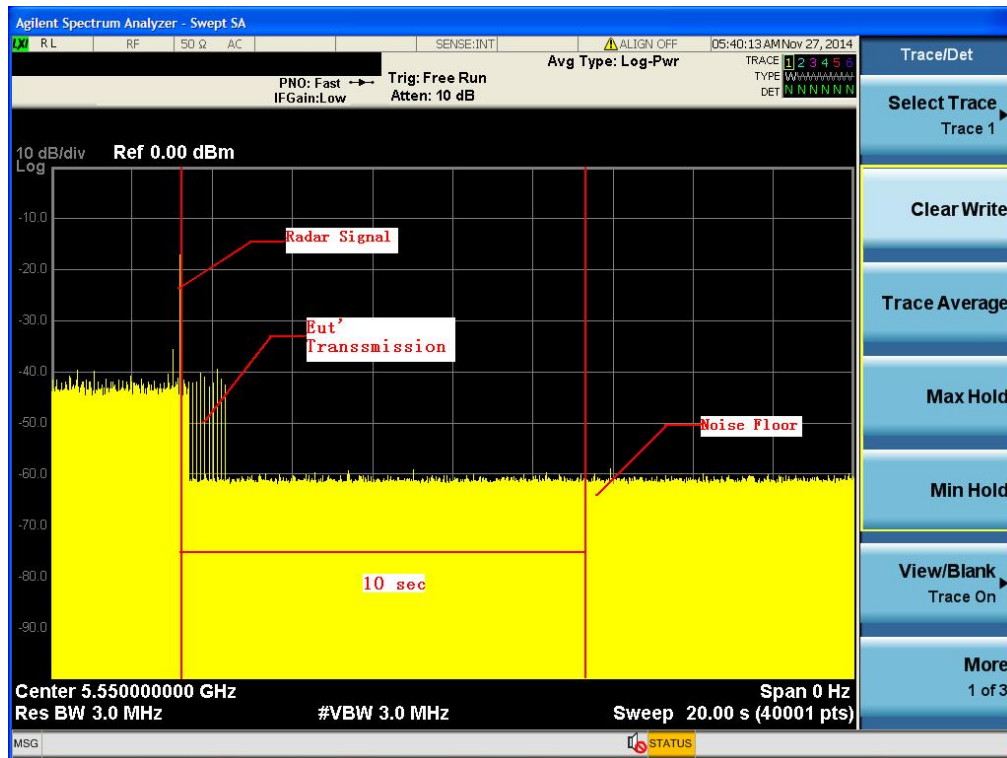 Agilent Spectrum Analyzer - Swept SA
LXI RL RF 50 Ω AC SENSE:INT ALIGN OFF 05:40:13 AM Nov 27, 2014
Avg Type: Log-Pwr TRACE 1 2 3 4 5 6
PNO: Fast Trig: Free Run TYPE W
IFGain:Low Atten: 10 dB DET N N N N N N
10 dB/div Ref 0.00 dBm
Log
-10.0
Radar Signal
-20.0
-30.0
Eut'
Transsmission
-40.0
-50.0
Noise Floor
-60.0
-70.0
-80.0
10 sec
-90.0
Center 5.550000000 GHz Span 0 Hz
Res BW 3.0 MHz #VBW 3.0 MHz Sweep 20.00 s (40001 pts)
MSG STATUS
Trace/Det
Select Trace
Trace 1
Clear Write
Trace Average
Max Hold
Min Hold
View/Blank
Trace On
More
1 of 3